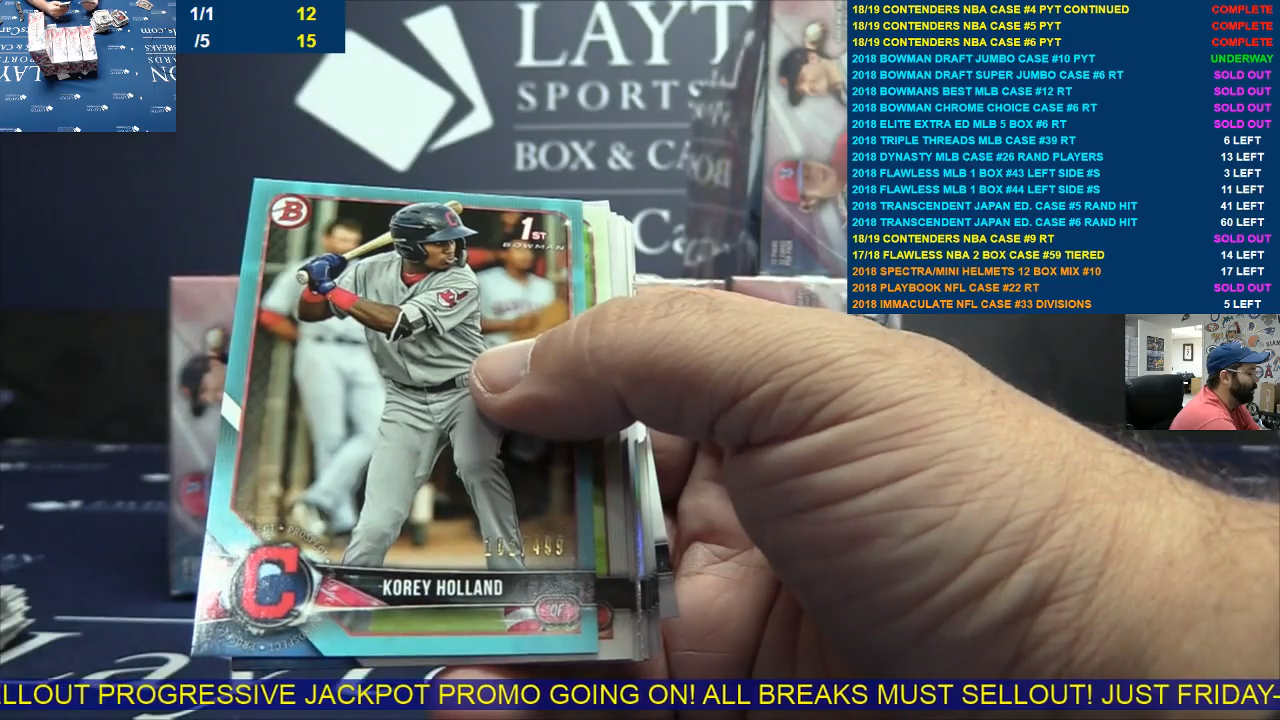 1/1 12
/5 15
18/19 CONTENDERS NBA CASE #4 PYT CONTINUED COMPLETE
18/19 CONTENDERS NBA CASE #5 PYT COMPLETE
18/19 CONTENDERS NBA CASE #6 PYT COMPLETE
2018 BOWMAN DRAFT JUMBO CASE #10 PYT UNDERWAY
2018 BOWMAN DRAFT SUPER JUMBO CASE #6 RT SOLD OUT
2018 BOWMANS BEST MLB CASE #12 RT SOLD OUT
2018 BOWMAN CHROME CHOICE CASE #6 RT SOLD OUT
2018 ELITE EXTRA ED MLB 5 BOX #6 RT SOLD OUT
2018 TRIPLE THREADS MLB CASE #39 RT 6 LEFT
2018 DYNASTY MLB CASE #26 RAND PLAYERS 13 LEFT
2018 FLAWLESS MLB 1 BOX #43 LEFT SIDE #S 3 LEFT
2018 FLAWLESS MLB 1 BOX #44 LEFT SIDE #S 11 LEFT
2018 TRANSCENDENT JAPAN ED. CASE #5 RAND HIT 41 LEFT
2018 TRANSCENDENT JAPAN ED. CASE #6 RAND HIT 60 LEFT
18/19 CONTENDERS NBA CASE #9 RT SOLD OUT
17/18 FLAWLESS NBA 2 BOX CASE #59 TIERED 14 LEFT
2018 SPECTRA/MINI HELMETS 12 BOX MIX #10 17 LEFT
2018 PLAYBOOK NFL CASE #22 RT SOLD OUT
2018 IMMACULATE NFL CASE #33 DIVISIONS 5 LEFT
LAYT
SPORTS
BOX & CA
Ca
B
1ST
BOWMAN
C
KOREY HOLLAND
OF
LLOUT PROGRESSIVE JACKPOT PROMO GOING ON! ALL BREAKS MUST SELLOUT! JUST FRIDAY-